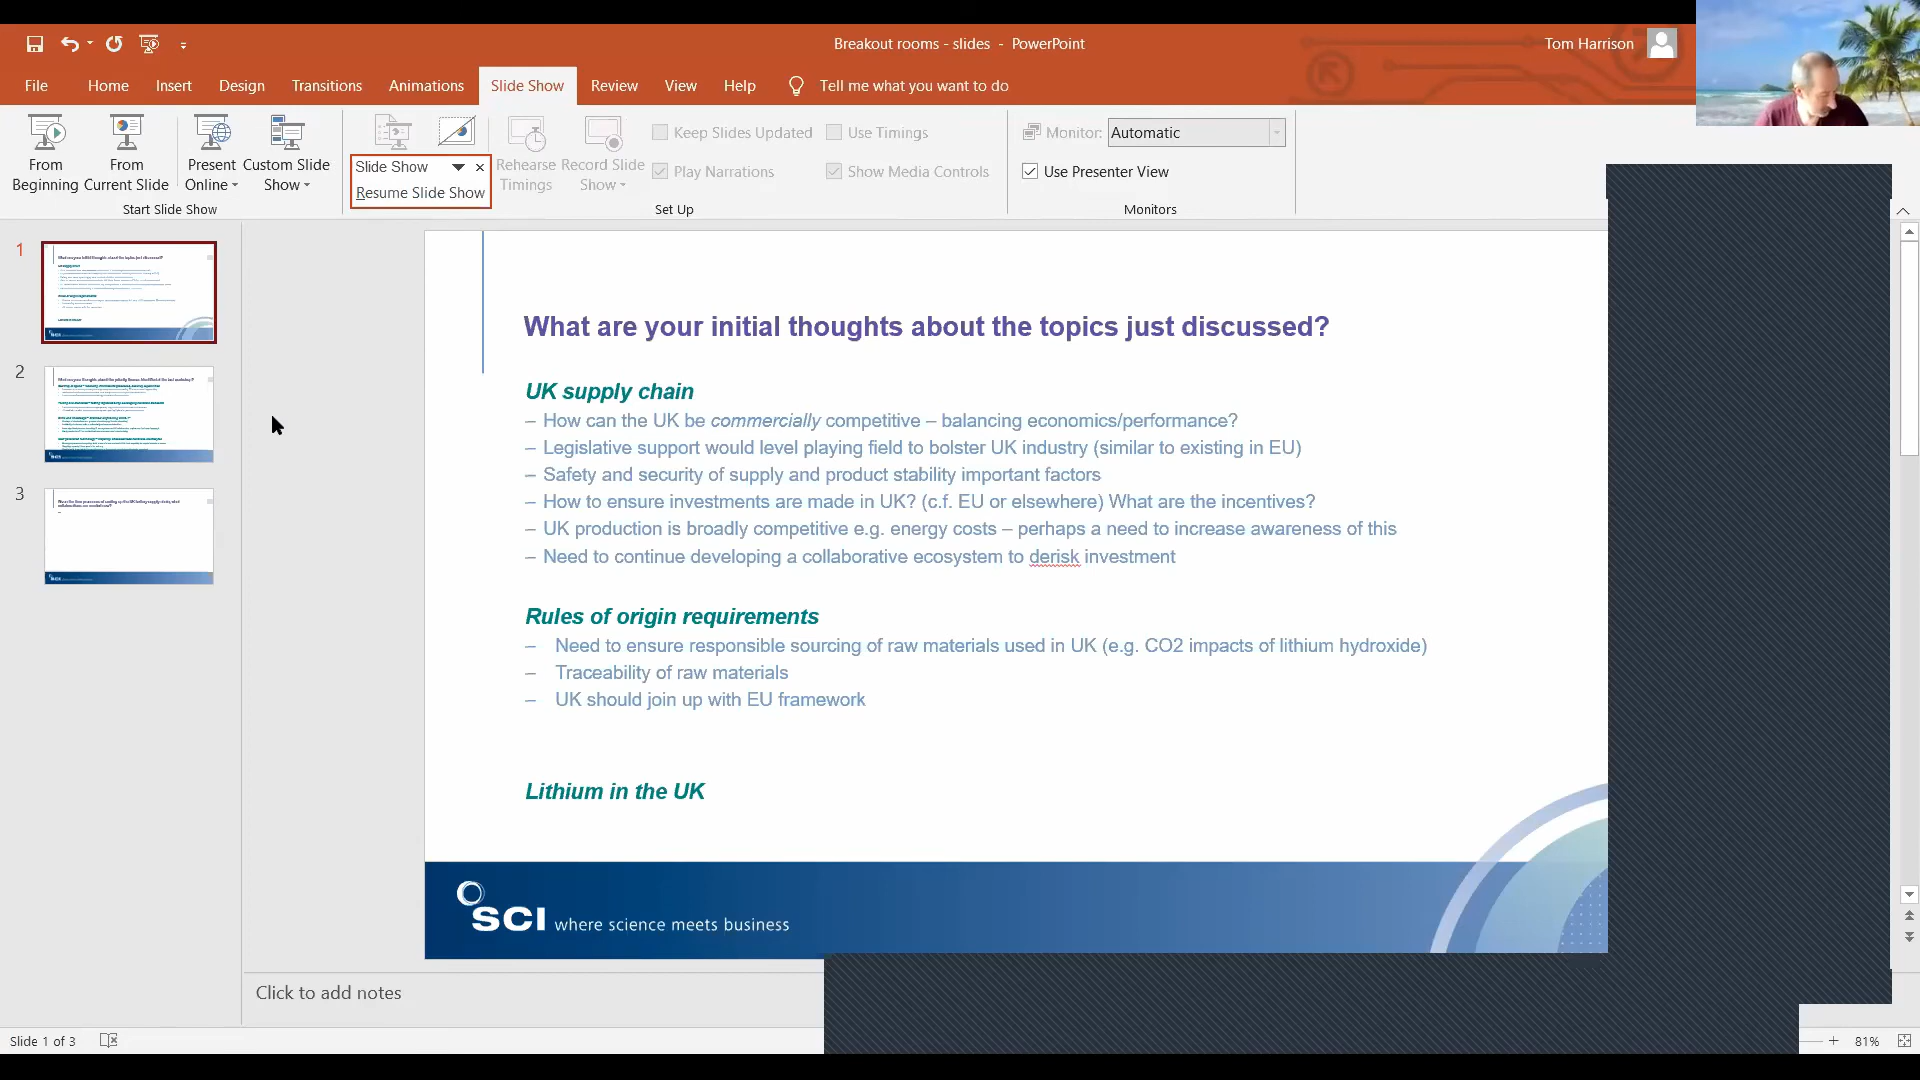 Breakout rooms - slides - PowerPoint
Tom Harrison
File Home Insert Design Transitions Animations Slide Show Review View Help Tell me what you want to do
From Beginning
From Current Slide
Present Online
Custom Slide Show
Start Slide Show
Slide Show
Resume Slide Show
Rehearse Timings
Record Slide Show
Keep Slides Updated
Use Timings
Play Narrations
Show Media Controls
Set Up
Monitor: Automatic
Use Presenter View
Monitors
1
2
3
What are your initial thoughts about the topics just discussed?
UK supply chain
– How can the UK be commercially competitive – balancing economics/performance?
– Legislative support would level playing field to bolster UK industry (similar to existing in EU)
– Safety and security of supply and product stability important factors
– How to ensure investments are made in UK? (c.f. EU or elsewhere) What are the incentives?
– UK production is broadly competitive e.g. energy costs – perhaps a need to increase awareness of this
– Need to continue developing a collaborative ecosystem to derisk investment
Rules of origin requirements
– Need to ensure responsible sourcing of raw materials used in UK (e.g. CO2 impacts of lithium hydroxide)
– Traceability of raw materials
– UK should join up with EU framework
Lithium in the UK
SCI where science meets business
Click to add notes
Slide 1 of 3
81%